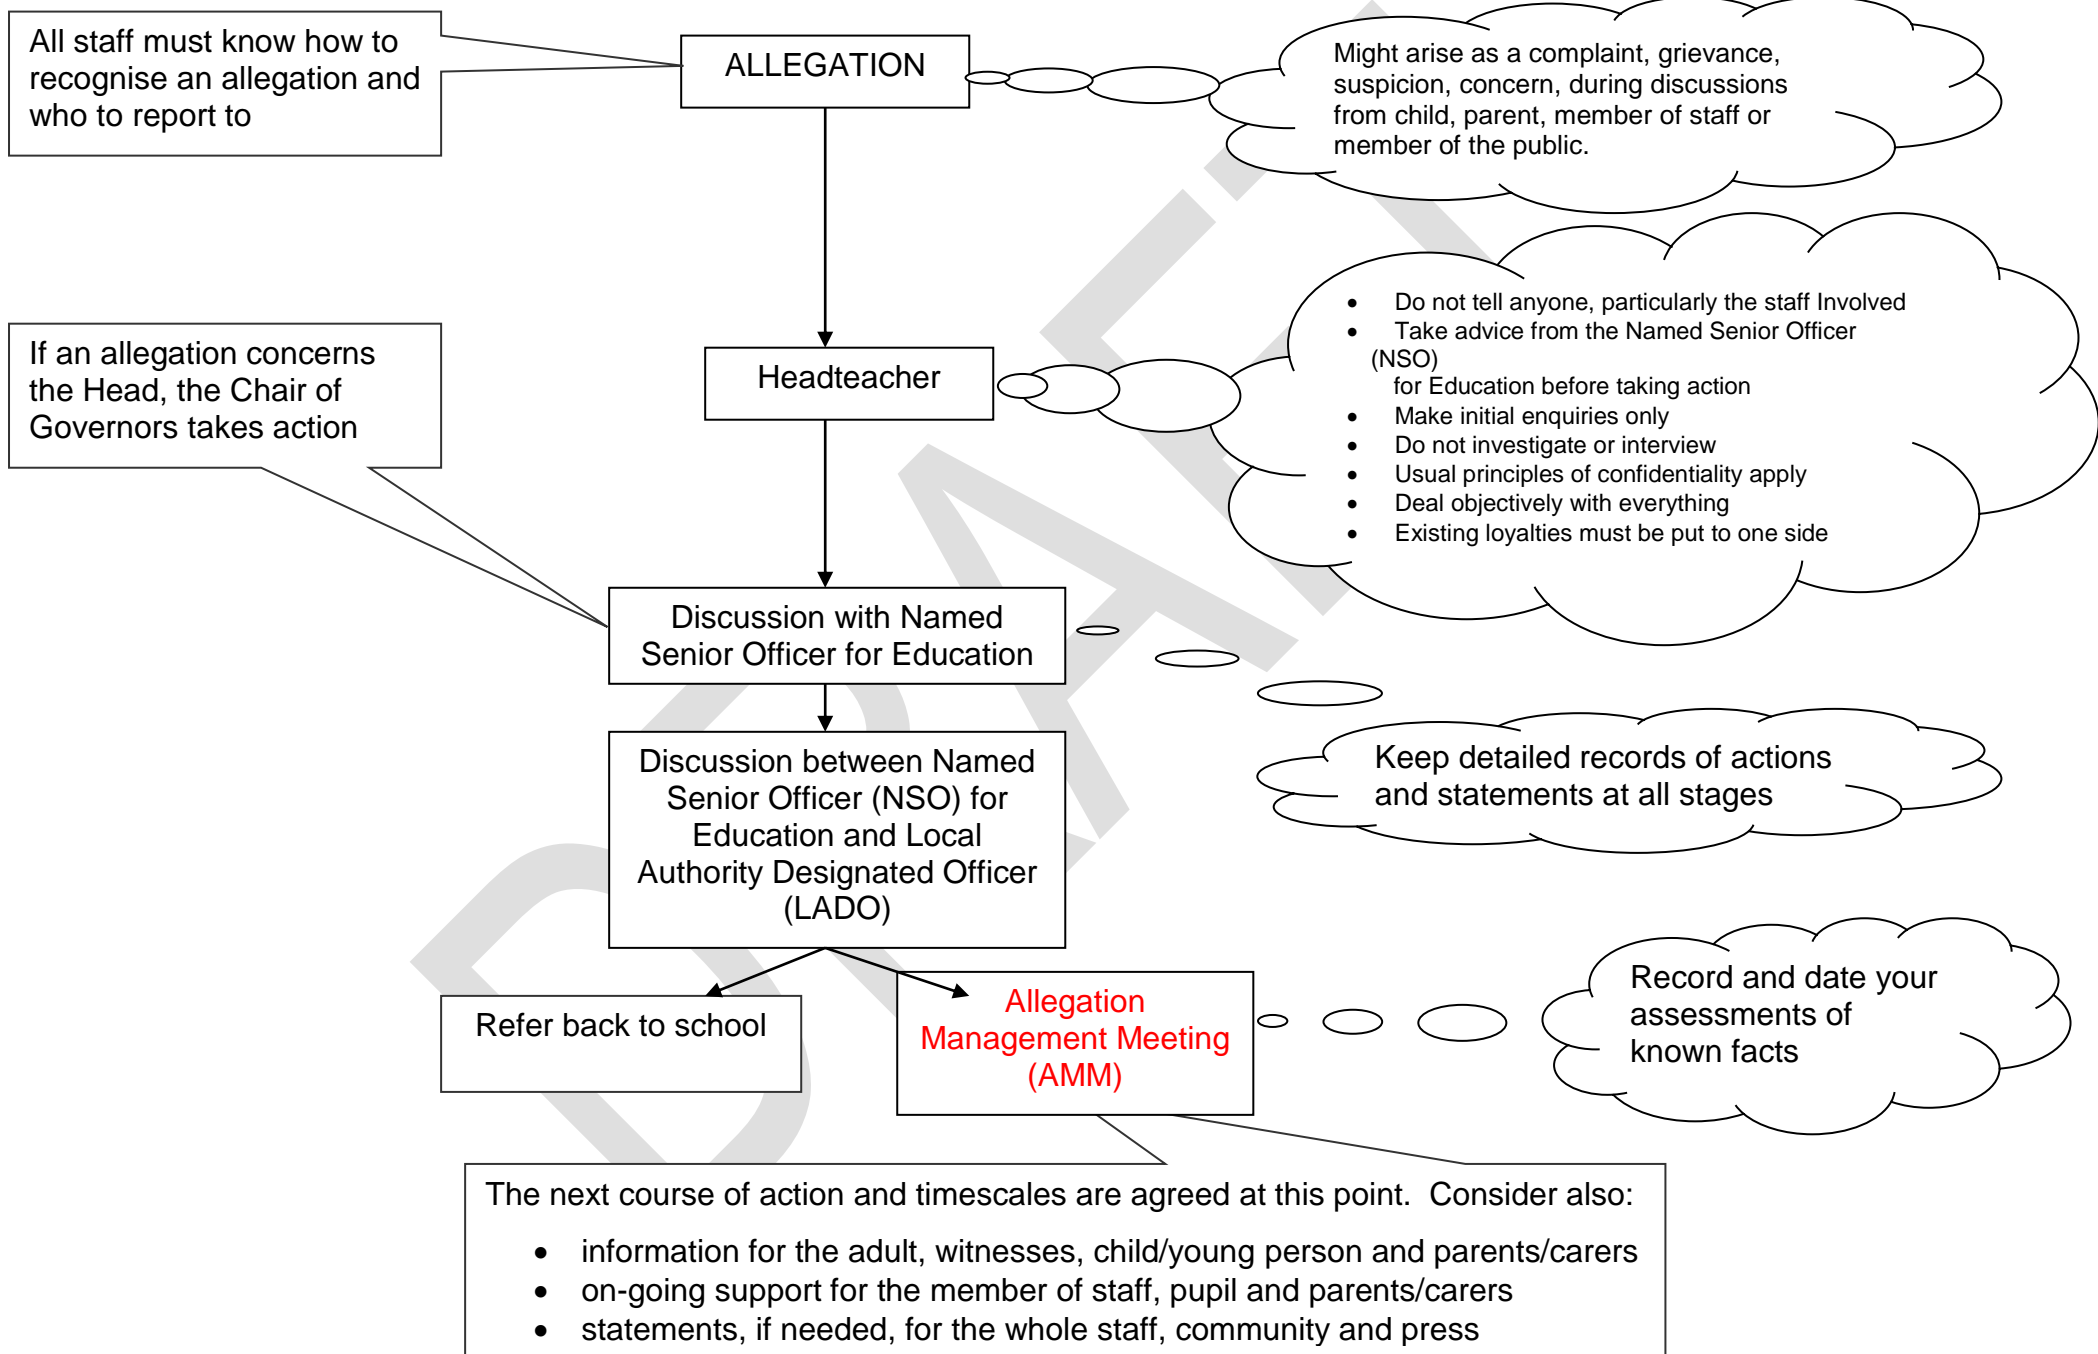 All staff must know how to
recognise an allegation and
who to report to
ALLEGATION
Might arise as a complaint, grievance,
suspicion, concern, during discussions
from child, parent, member of staff or
member of the public.
If an allegation concerns
the Head, the Chair of
Governors takes action
Headteacher
• Do not tell anyone, particularly the staff Involved
• Take advice from the Named Senior Officer
(NSO)
for Education before taking action
• Make initial enquiries only
• Do not investigate or interview
• Usual principles of confidentiality apply
• Deal objectively with everything
• Existing loyalties must be put to one side
Discussion with Named
Senior Officer for Education
Discussion between Named
Senior Officer (NSO) for
Education and Local
Authority Designated Officer
(LADO)
Keep detailed records of actions
and statements at all stages
Refer back to school
Allegation
Management Meeting
(AMM)
Record and date your
assessments of
known facts
The next course of action and timescales are agreed at this point.  Consider also:
• information for the adult, witnesses, child/young person and parents/carers
• on-going support for the member of staff, pupil and parents/carers
• statements, if needed, for the whole staff, community and press
DRAFT